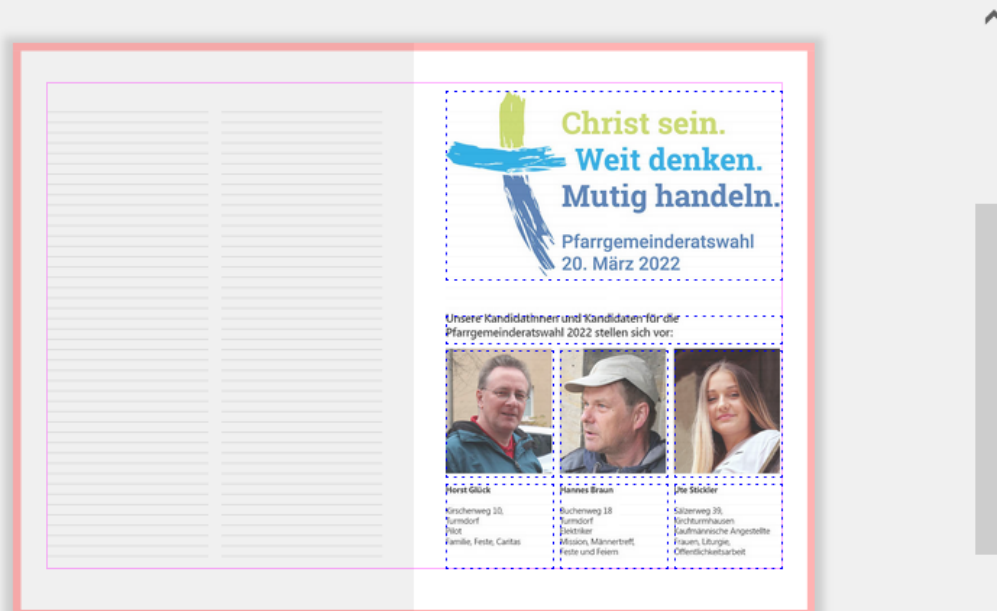 Christ sein.
Weit denken.
Mutig handeln.
Pfarrgemeinderatswahl
20. März 2022
Unsere Kandidatinnen und Kandidaten für die
Pfarrgemeinderatswahl 2022 stellen sich vor:
Horst Glück
Kirschenweg 10,
Turmdorf
Pilot
Familie, Feste, Caritas
Hannes Braun
Buchenweg 18
Turmdorf
Elektriker
Mission, Männertreff,
Feste und Feiern
Ute Stickler
Sälzerweg 39,
Kirchturmhausen
Kaufmännische Angestellte
Frauen, Liturgie,
Öffentlichkeitsarbeit